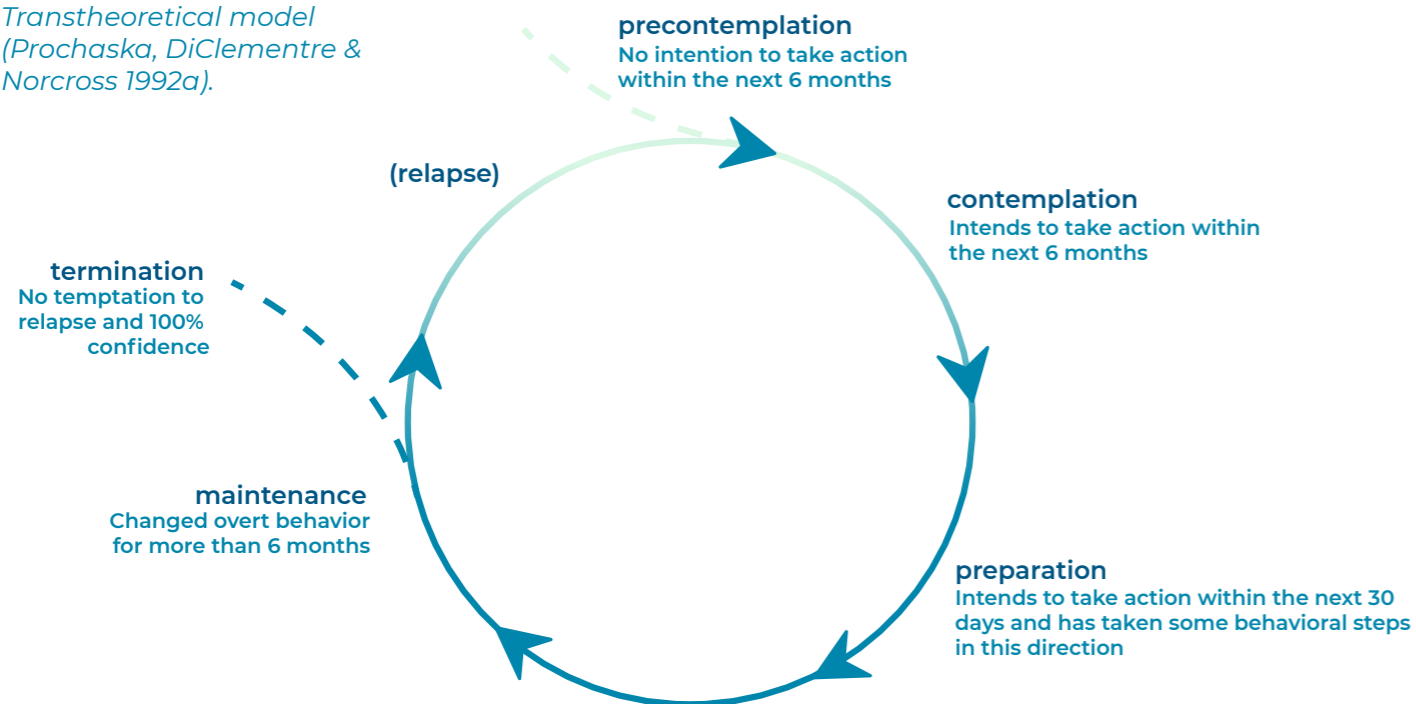 Transtheoretical model
(Prochaska, DiClementre &
Norcross 1992a).
precontemplation
No intention to take action
within the next 6 months
(relapse)
contemplation
Intends to take action within
the next 6 months
termination
No temptation to
relapse and 100%
confidence
maintenance
Changed overt behavior
for more than 6 months
preparation
Intends to take action within the next 30
days and has taken some behavioral steps
in this direction